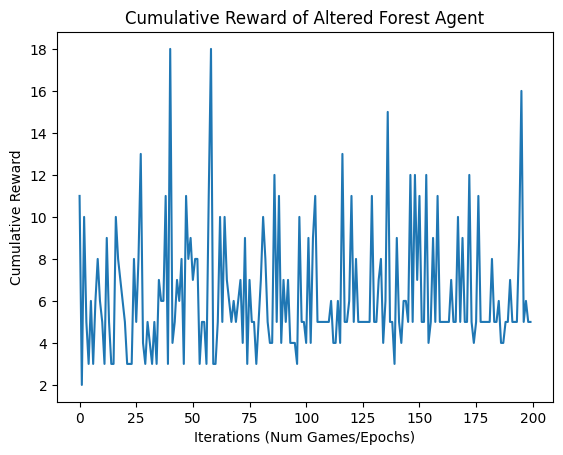 Cumulative Reward of Altered Forest Agent
18
16
14
12
10
8
6
4
2
Cumulative Reward
0 25 50 75 100 125 150 175 200
Iterations (Num Games/Epochs)